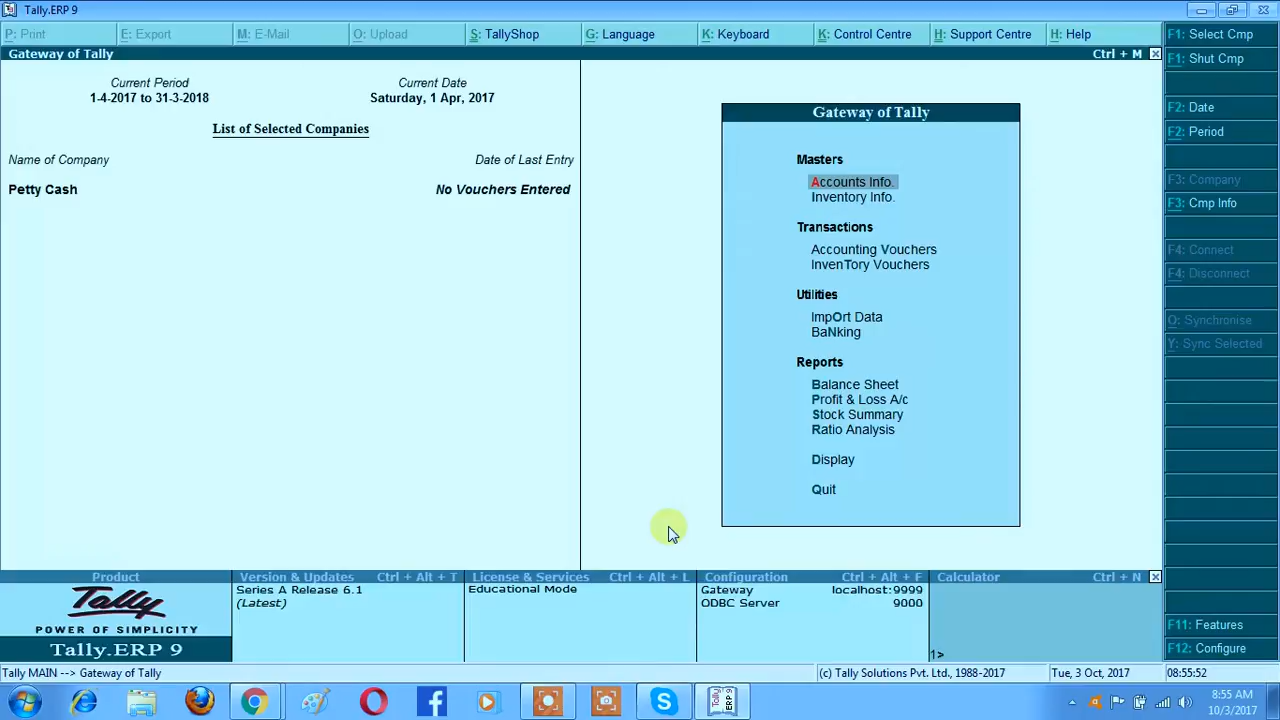 Tally.ERP 9
P: Print
E: Export
M: E-Mail
O: Upload
S: TallyShop
G: Language
K: Keyboard
K: Control Centre
H: Support Centre
H: Help
F1: Select Cmp
F1: Shut Cmp
F2: Date
F2: Period
F3: Company
F3: Cmp Info
F4: Connect
F4: Disconnect
O: Synchronise
Y: Sync Selected
F11: Features
F12: Configure
Gateway of Tally
Ctrl + M
Current Period
1-4-2017 to 31-3-2018
Current Date
Saturday, 1 Apr, 2017
List of Selected Companies
Name of Company
Date of Last Entry
Petty Cash
No Vouchers Entered
Gateway of Tally
Masters
Accounts Info.
Inventory Info.
Transactions
Accounting Vouchers
InvenTory Vouchers
Utilities
ImpOrt Data
BaNking
Reports
Balance Sheet
Profit & Loss A/c
Stock Summary
Ratio Analysis
Display
Quit
Product
Tally
POWER OF SIMPLICITY
Tally.ERP 9
Version & Updates Ctrl + Alt + T
Series A Release 6.1
(Latest)
License & Services Ctrl + Alt + L
Educational Mode
Configuration Ctrl + Alt + F
Gateway localhost:9999
ODBC Server 9000
Calculator Ctrl + N
1>
Tally MAIN --> Gateway of Tally
(c) Tally Solutions Pvt. Ltd., 1988-2017
Tue, 3 Oct, 2017
08:55:52
8:55 AM
10/3/2017